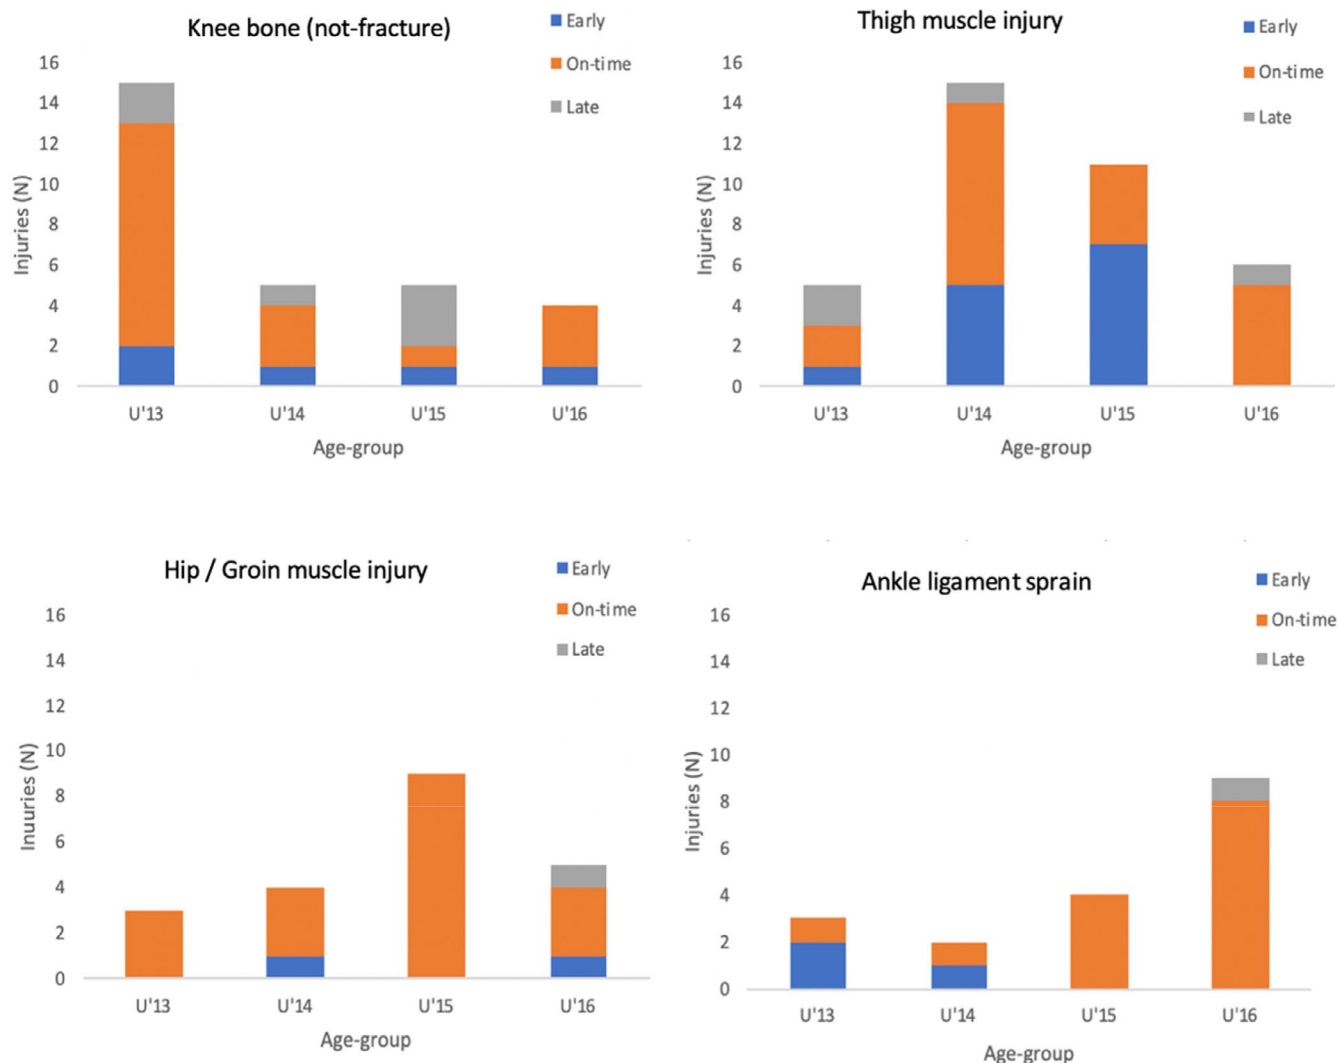 Knee bone (not-fracture)
Early
On-time
Late
16
14
12
10
8
6
4
2
0
Injuries (N)
U'13 U'14 U'15 U'16
Age-group
Thigh muscle injury
Early
On-time
Late
16
14
12
10
8
6
4
2
0
Injuries (N)
U'13 U'14 U'15 U'16
Age-group
Hip / Groin muscle injury
Early
On-time
Late
16
14
12
10
8
6
4
2
0
Inuuries (N)
U'13 U'14 U'15 U'16
Age-group
Ankle ligament sprain
Early
On-time
Late
16
14
12
10
8
6
4
2
0
Injuries (N)
U'13 U'14 U'15 U'16
Age-group